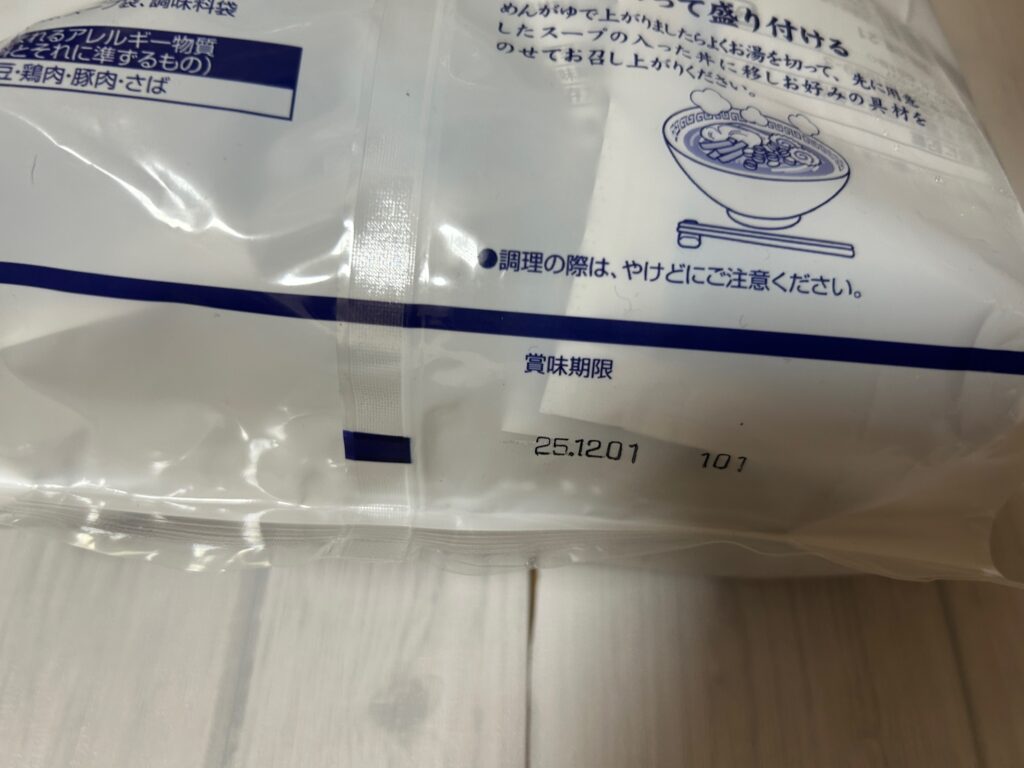 調味料袋
れるアレルギー物質
とそれに準ずるもの)
豆・鶏肉・豚肉・さば
って盛り付ける
めんがゆで上がりましたらよくお湯を切って、先に用意
したスープの入った丼に移しお好みの具材を
のせてお召し上がりください。
●調理の際は、やけどにご注意ください。
賞味期限
25.12.01 101